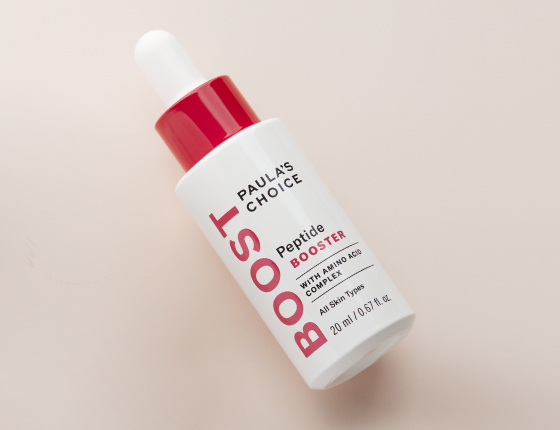 BOOST
PAULA'S
CHOICE
Peptide
BOOSTER
WITH AMINO ACID
COMPLEX
All Skin Types
20 ml / 0.67 fl. oz.